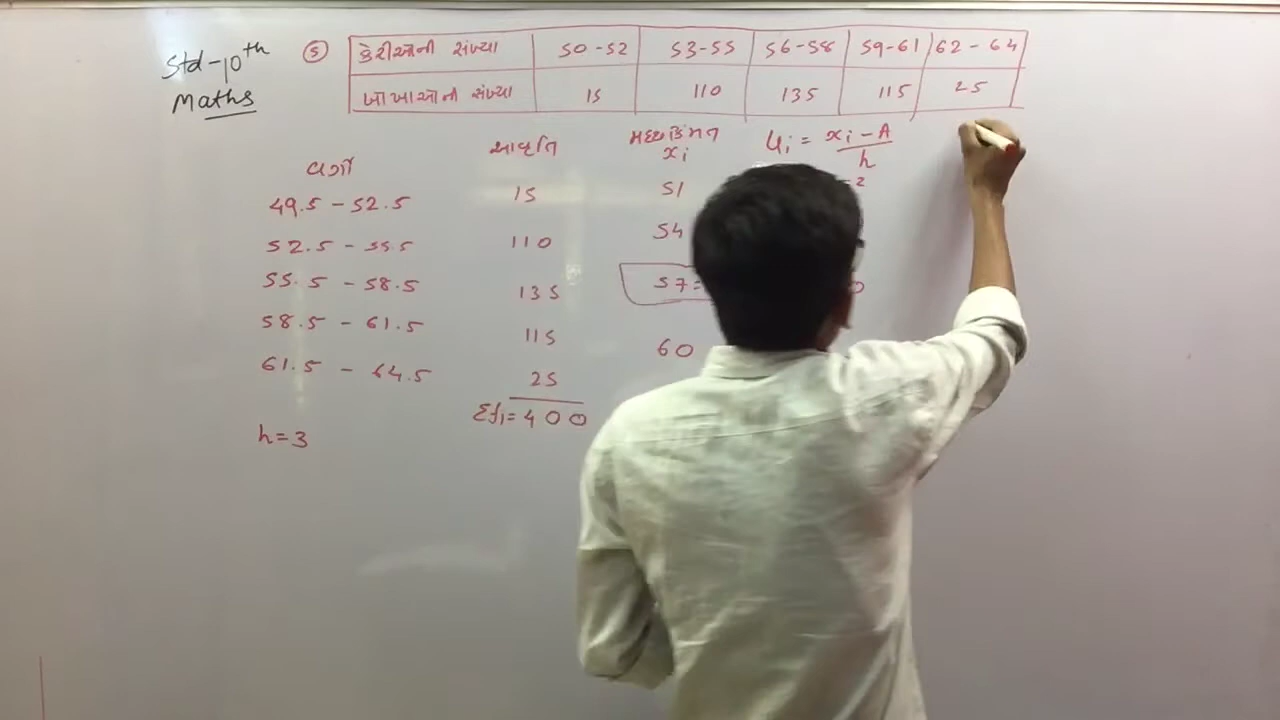 Std-10th
Maths
⑤ કેરીઓની સંખ્યા 50-52 53-55 56-58 59-61 62-64
ખોખાઓની સંખ્યા 15 110 135 115 25
વર્ગો આવૃત્તિ મધ્યકિંમત xi ui = xi-A/h
49.5-52.5 15 51 -2
52.5-55.5 110 54
55.5-58.5 135 57= 0
58.5-61.5 115 60
61.5-64.5 25
Σfi=400
h=3